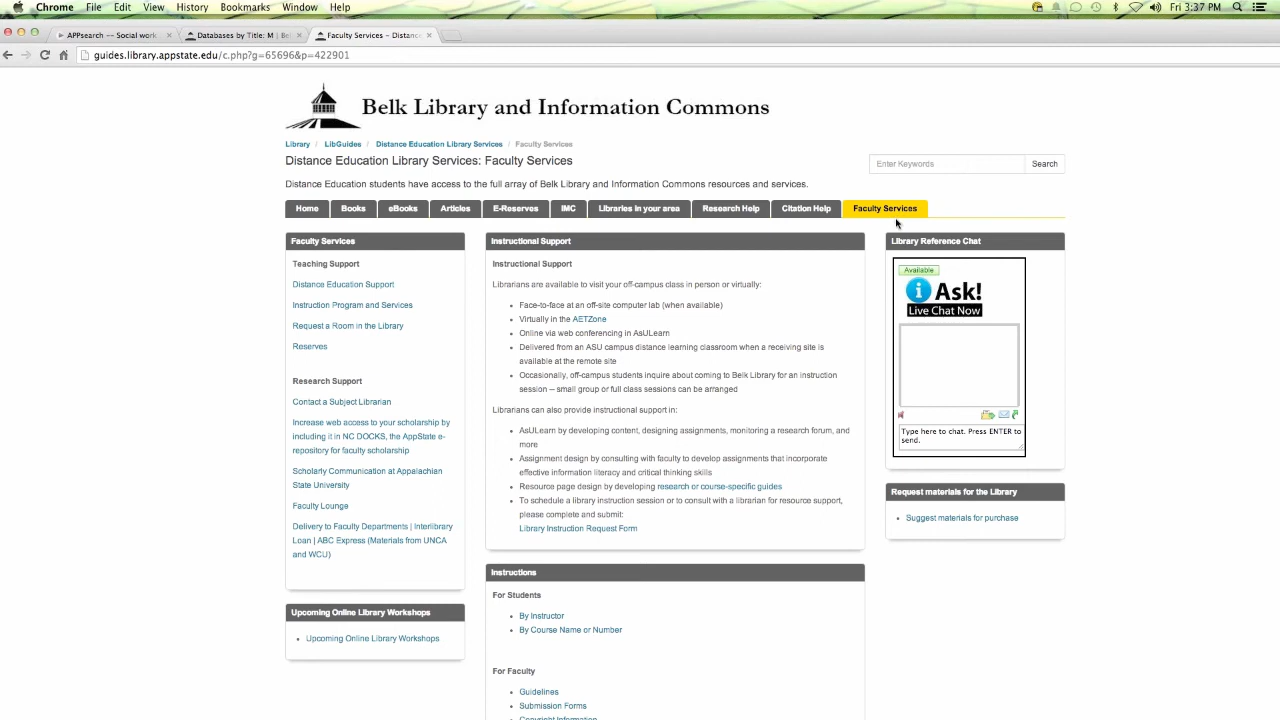 Chrome File Edit View History Bookmarks Window Help
Fri 3:37 PM
APPsearch -- Social work
Databases by Title: M | Bel
Faculty Services - Distanc
guides.library.appstate.edu/c.php?g=65696&p=422901
Belk Library and Information Commons
Library / LibGuides / Distance Education Library Services / Faculty Services
Distance Education Library Services: Faculty Services
Enter Keywords
Search
Distance Education students have access to the full array of Belk Library and Information Commons resources and services.
Home Books eBooks Articles E-Reserves IMC Libraries in your area Research Help Citation Help Faculty Services
Faculty Services
Teaching Support
Distance Education Support
Instruction Program and Services
Request a Room in the Library
Reserves
Research Support
Contact a Subject Librarian
Increase web access to your scholarship by
including it in NC DOCKS, the AppState e-
repository for faculty scholarship
Scholarly Communication at Appalachian
State University
Faculty Lounge
Delivery to Faculty Departments | Interlibrary
Loan | ABC Express (Materials from UNCA
and WCU)
Upcoming Online Library Workshops
• Upcoming Online Library Workshops
Instructional Support
Instructional Support
Librarians are available to visit your off-campus class in person or virtually:
• Face-to-face at an off-site computer lab (when available)
• Virtually in the AETZone
• Online via web conferencing in AsULearn
• Delivered from an ASU campus distance learning classroom when a receiving site is
available at the remote site
• Occasionally, off-campus students inquire about coming to Belk Library for an instruction
session – small group or full class sessions can be arranged
Librarians can also provide instructional support in:
• AsULearn by developing content, designing assignments, monitoring a research forum, and
more
• Assignment design by consulting with faculty to develop assignments that incorporate
effective information literacy and critical thinking skills
• Resource page design by developing research or course-specific guides
• To schedule a library instruction session or to consult with a librarian for resource support,
please complete and submit:
Library Instruction Request Form
Instructions
For Students
• By Instructor
• By Course Name or Number
For Faculty
• Guidelines
• Submission Forms
• Copyright Information
Library Reference Chat
Available
i Ask!
Live Chat Now
Type here to chat. Press ENTER to
send.
Request materials for the Library
• Suggest materials for purchase